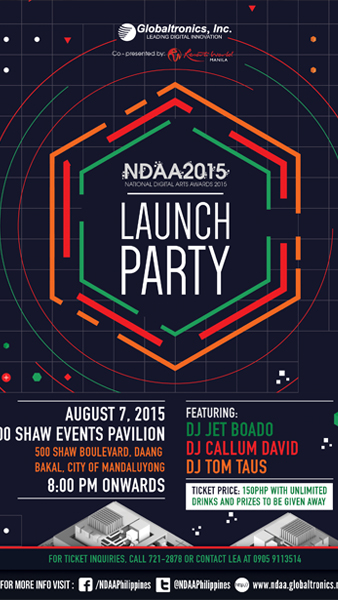 Globaltronics, Inc.
LEADING DIGITAL INNOVATION
Co - presented by:
MANILA
NDAA2015
NATIONAL DIGITAL ARTS AWARDS 2015
LAUNCH
PARTY
AUGUST 7, 2015
00 SHAW EVENTS PAVILION
500 SHAW BOULEVARD, DAANG
BAKAL, CITY OF MANDALUYONG
8:00 PM ONWARDS
FEATURING:
DJ JET BOADO
DJ CALLUM DAVID
DJ TOM TAUS
TICKET PRICE: 150PHP WITH UNLIMITED
DRINKS AND PRIZES TO BE GIVEN AWAY
FOR TICKET INQUIRIES, CALL 721-2878 OR CONTACT LEA AT 0905 9113514
FOR MORE INFO VISIT : f /NDAAPhilippines t @NDAAPhilippines www.ndaa.globaltronics.n